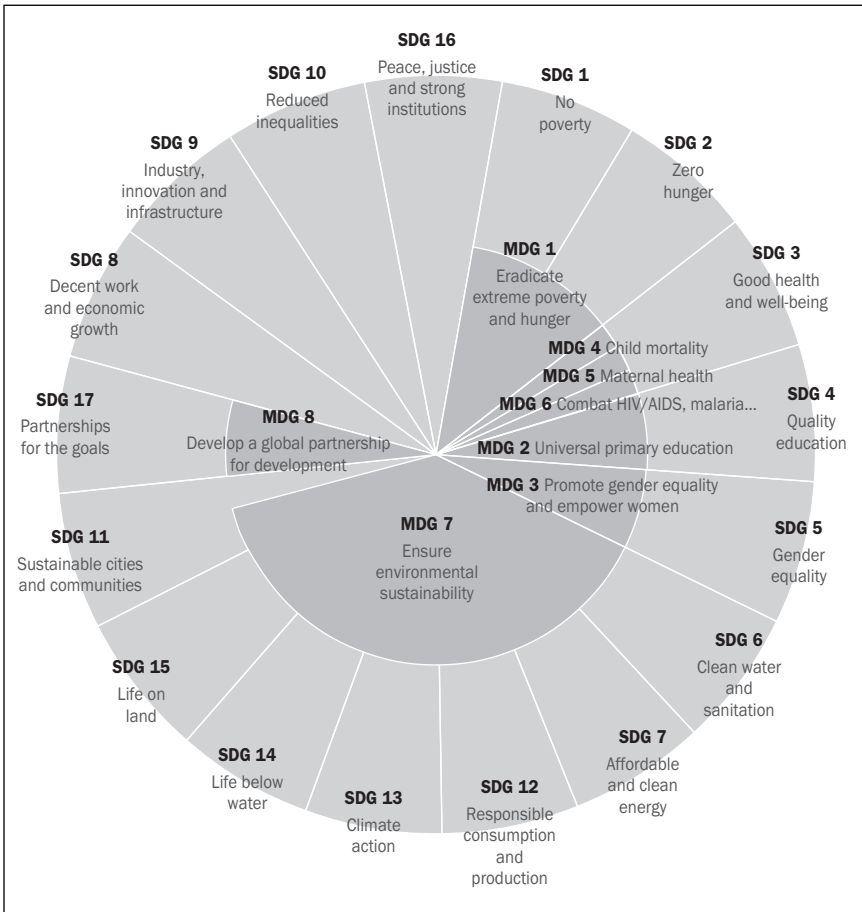 SDG 16
Peace, justice
and strong
institutions
SDG 1
No
poverty
SDG 2
Zero
hunger
SDG 3
Good health
and well-being
SDG 4
Quality
education
SDG 5
Gender
equality
SDG 6
Clean water
and
sanitation
SDG 7
Affordable
and clean
energy
SDG 12
Responsible
consumption
and
production
SDG 13
Climate
action
SDG 14
Life below
water
SDG 15
Life on
land
SDG 11
Sustainable cities
and communities
SDG 17
Partnerships
for the goals
SDG 8
Decent work
and economic
growth
SDG 9
Industry,
innovation and
infrastructure
SDG 10
Reduced
inequalities
MDG 1
Eradicate
extreme poverty
and hunger
MDG 4 Child mortality
MDG 5 Maternal health
MDG 6 Combat HIV/AIDS, malaria...
MDG 2 Universal primary education
MDG 3 Promote gender equality
and empower women
MDG 7
Ensure
environmental
sustainability
MDG 8
Develop a global partnership
for development